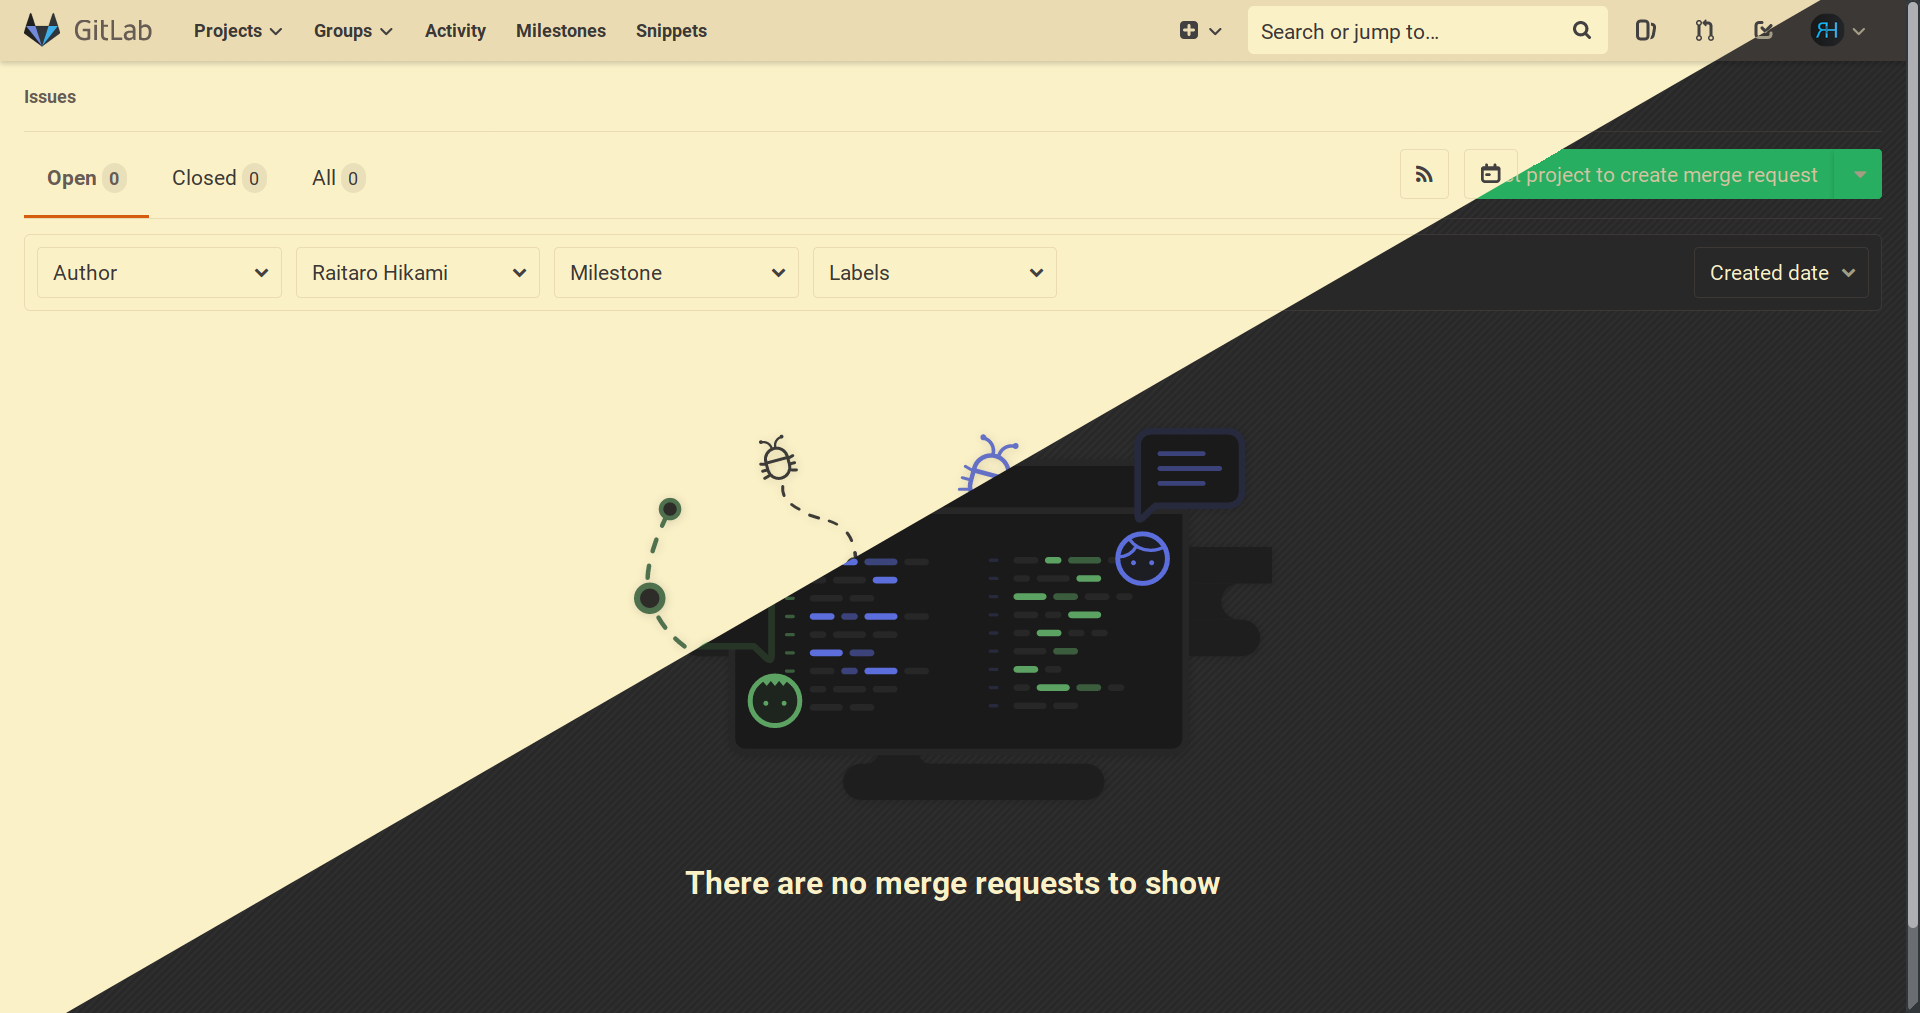 GitLab Projects Groups Activity Milestones Snippets Search or jump to... ЯH
Issues
Open 0 Closed 0 All 0 project to create merge request
Author Raitaro Hikami Milestone Labels Created date
There are no merge requests to show